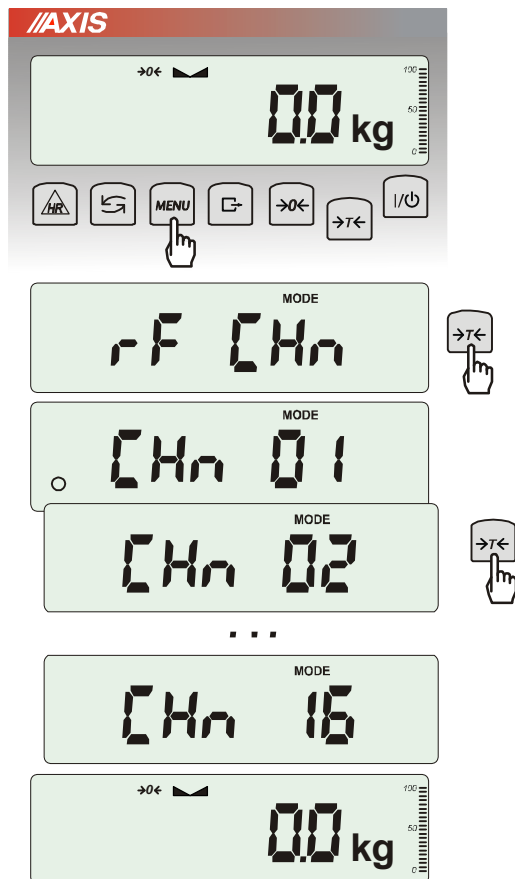 //AXIS
→0← 100
50
0.0 kg
0
HR MENU →0← →T← I/⏻
MODE
rF CHn →T←
MODE
CHn 01
MODE
CHn 02 →T←
...
MODE
CHn 16
→0← 100
50
0.0 kg
0